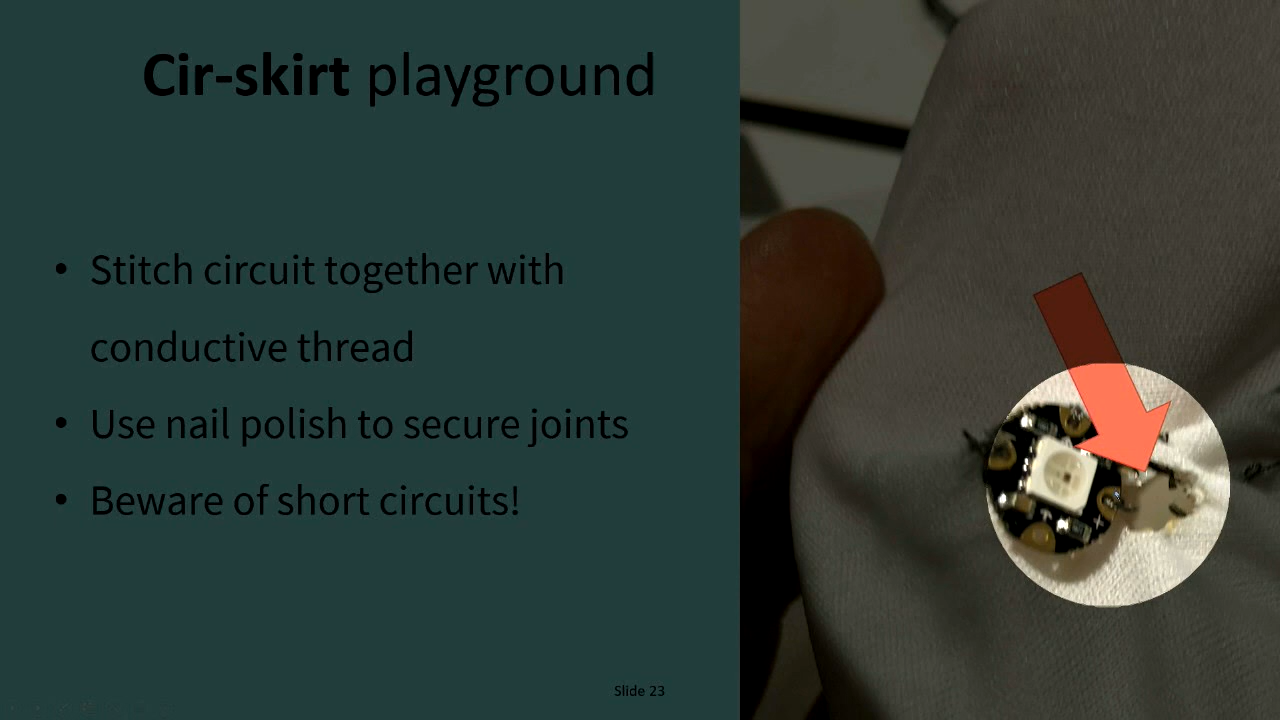 Cir-skirt playground
• Stitch circuit together with
conductive thread
• Use nail polish to secure joints
• Beware of short circuits!
Slide 23